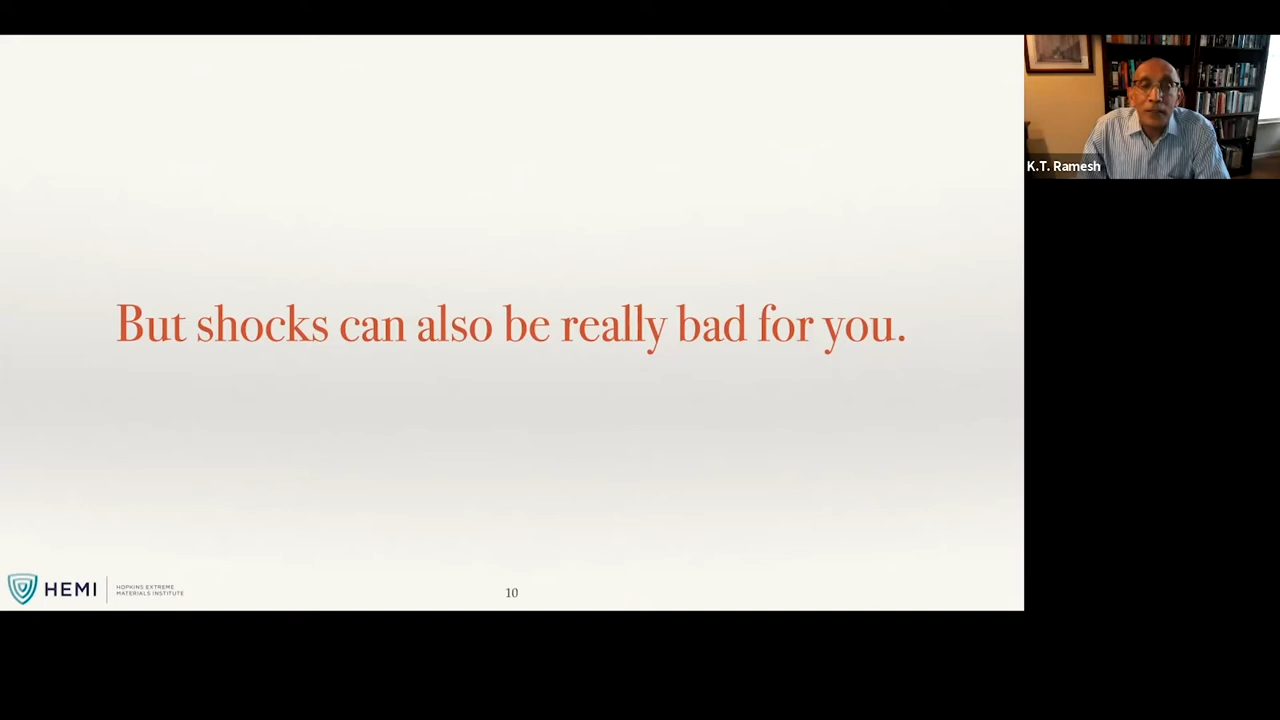 K.T. Ramesh
But shocks can also be really bad for you.
HEMI
HOPKINS EXTREME
MATERIALS INSTITUTE
10